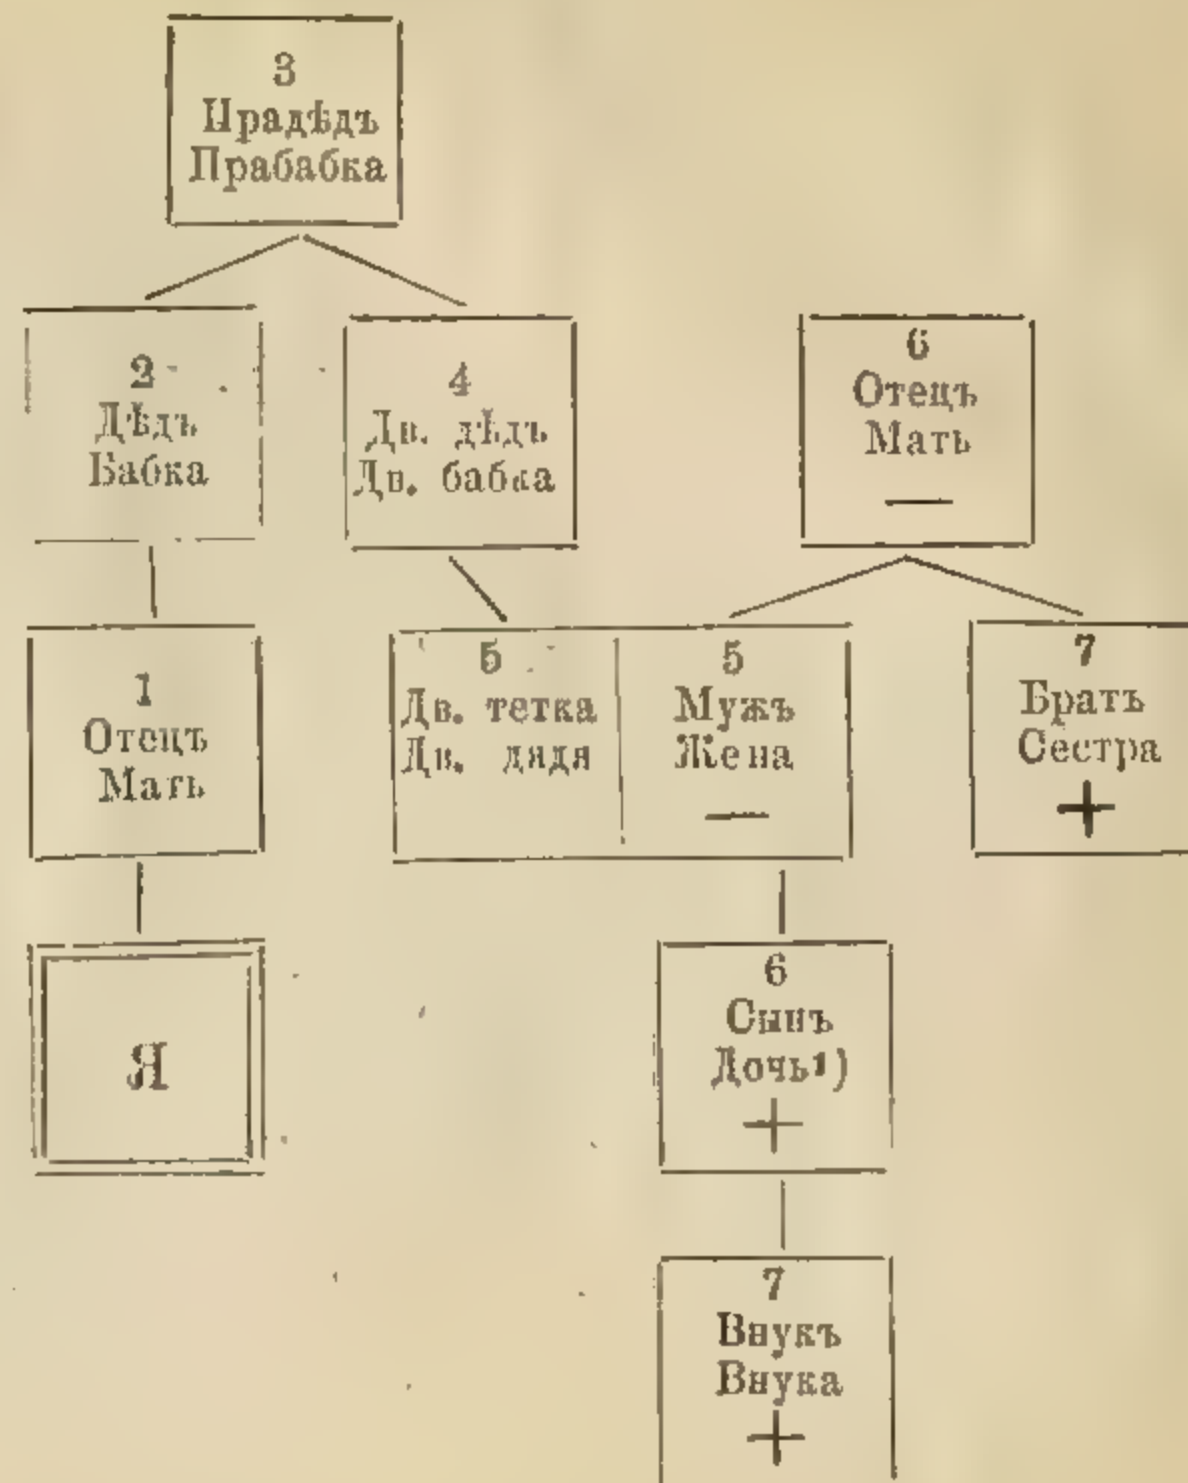 3
Прадѣдъ
Прабабка
2
Дѣдъ
Бабка
4
Дв. дѣдъ
Дв. бабка
6
Отецъ
Мать
—
1
Отецъ
Мать
5
Дв. тетка
Дв. дядя
5
Мужъ
Жена
—
7
Братъ
Сестра
+
Я
6
Сынъ
Дочь1)
+
7
Внукъ
Внука
+